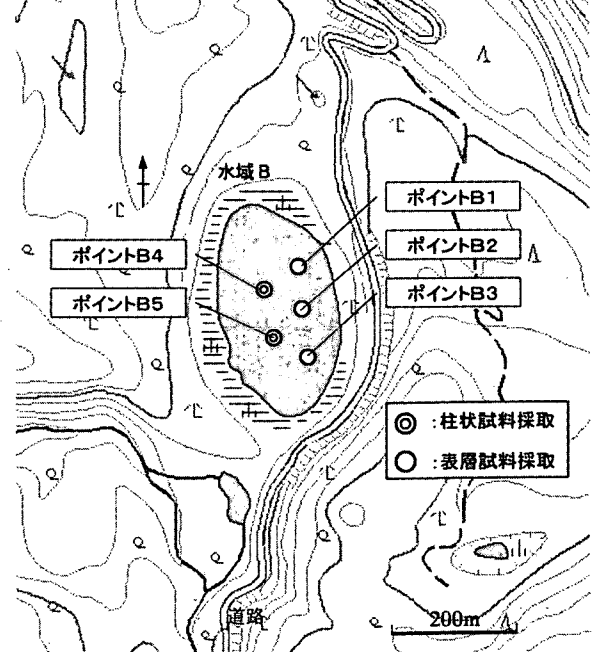 水域 B
ポイントB1
ポイントB2
ポイントB3
ポイントB4
ポイントB5
:柱状試料採取
:表層試料採取
道路
200m